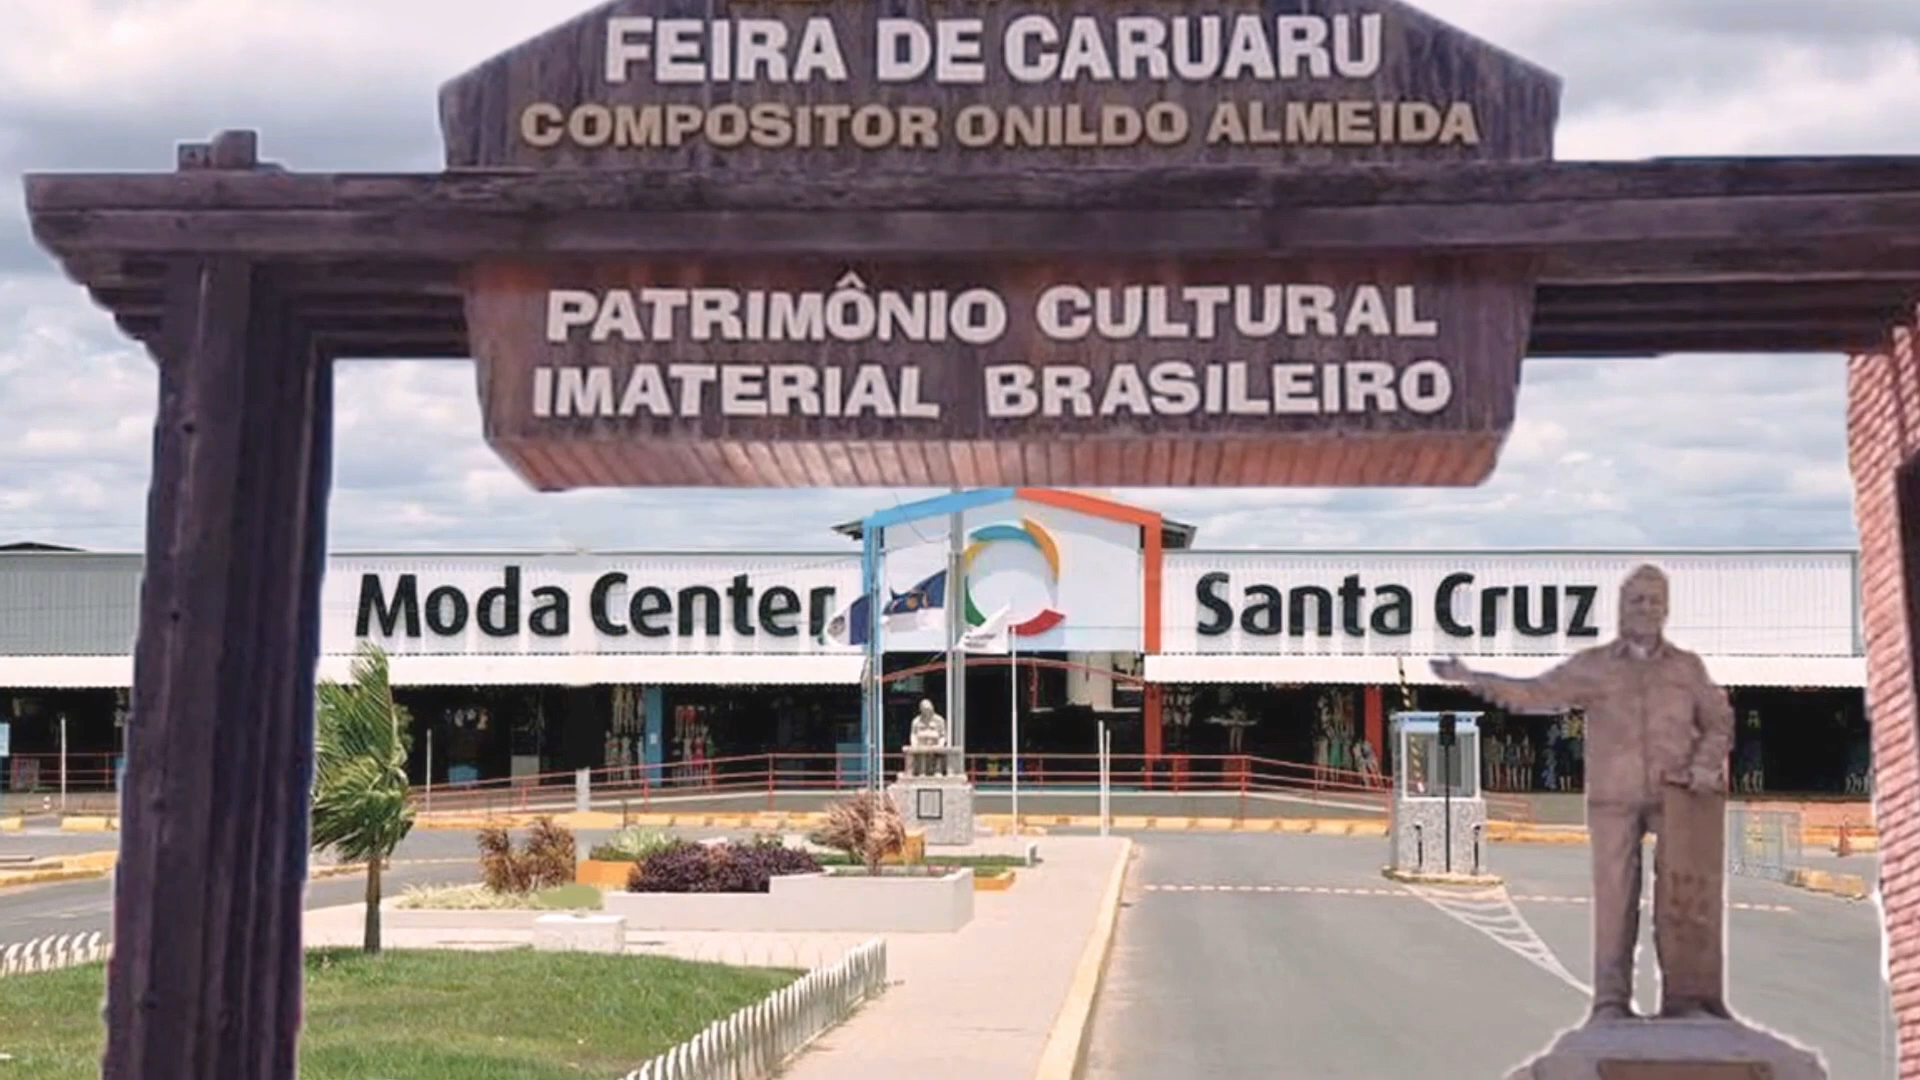 FEIRA DE CARUARU
COMPOSITOR ONILDO ALMEIDA
PATRIMÔNIO CULTURAL
IMATERIAL BRASILEIRO
Moda Center
Santa Cruz